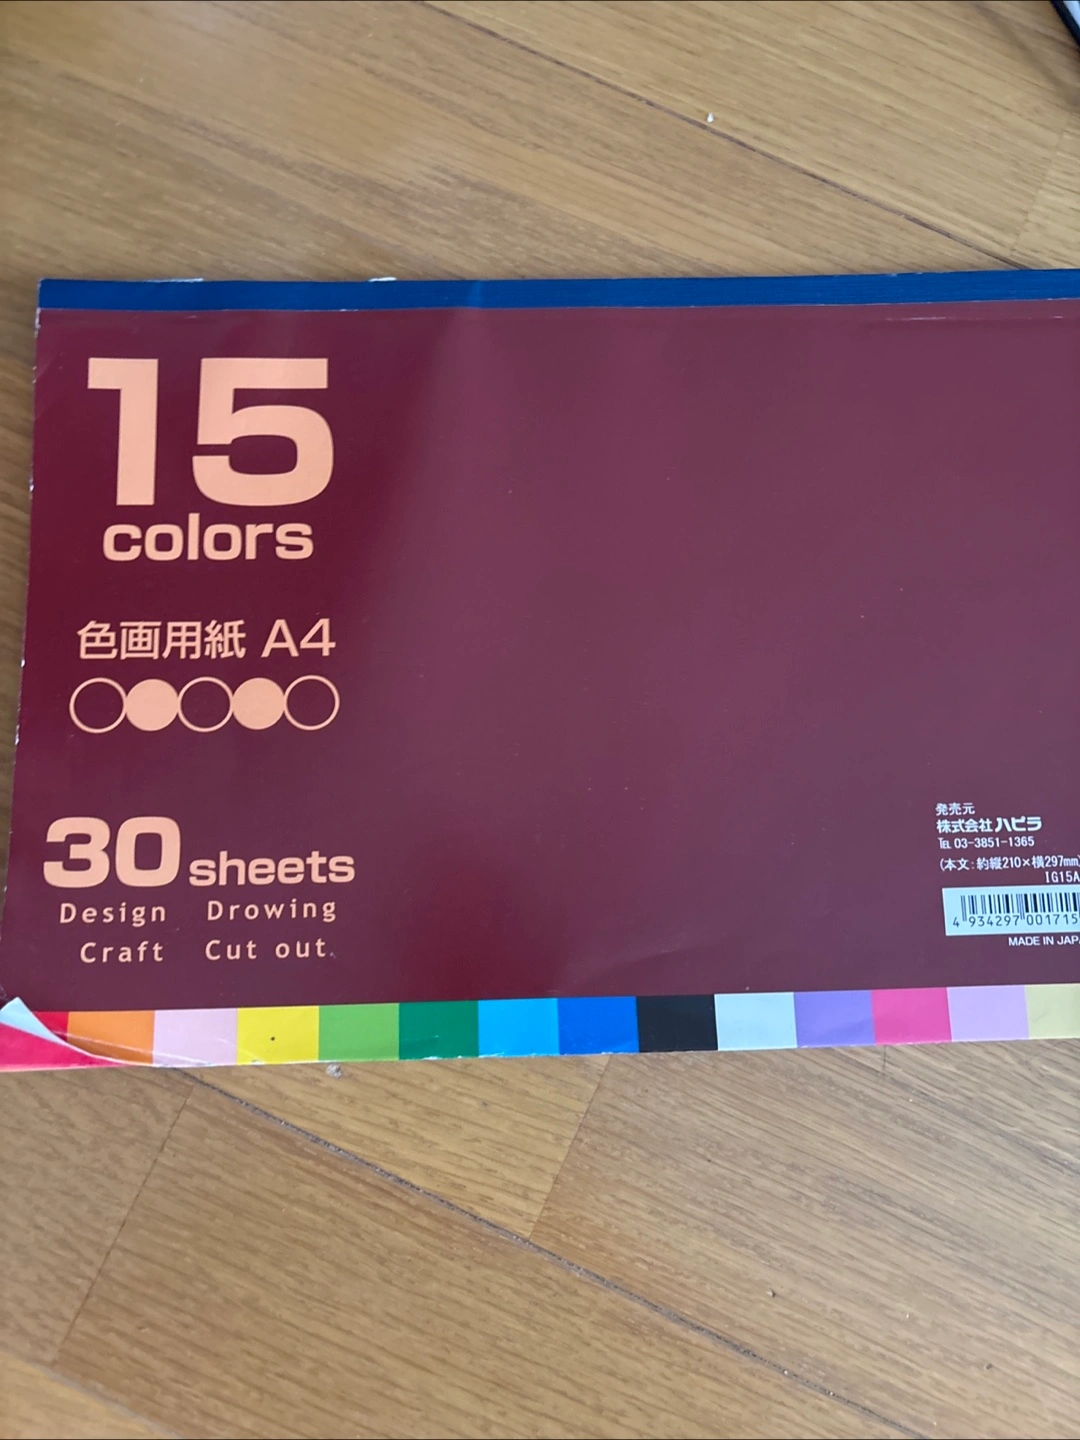 15
colors
色画用紙 A4
30 sheets
Design Drowing
Craft Cut out.
発売元
株式会社 ハピラ
TEL 03-3851-1365
(本文:約縦210×横297mm)
IG15A
4 934297 001715
MADE IN JAPA